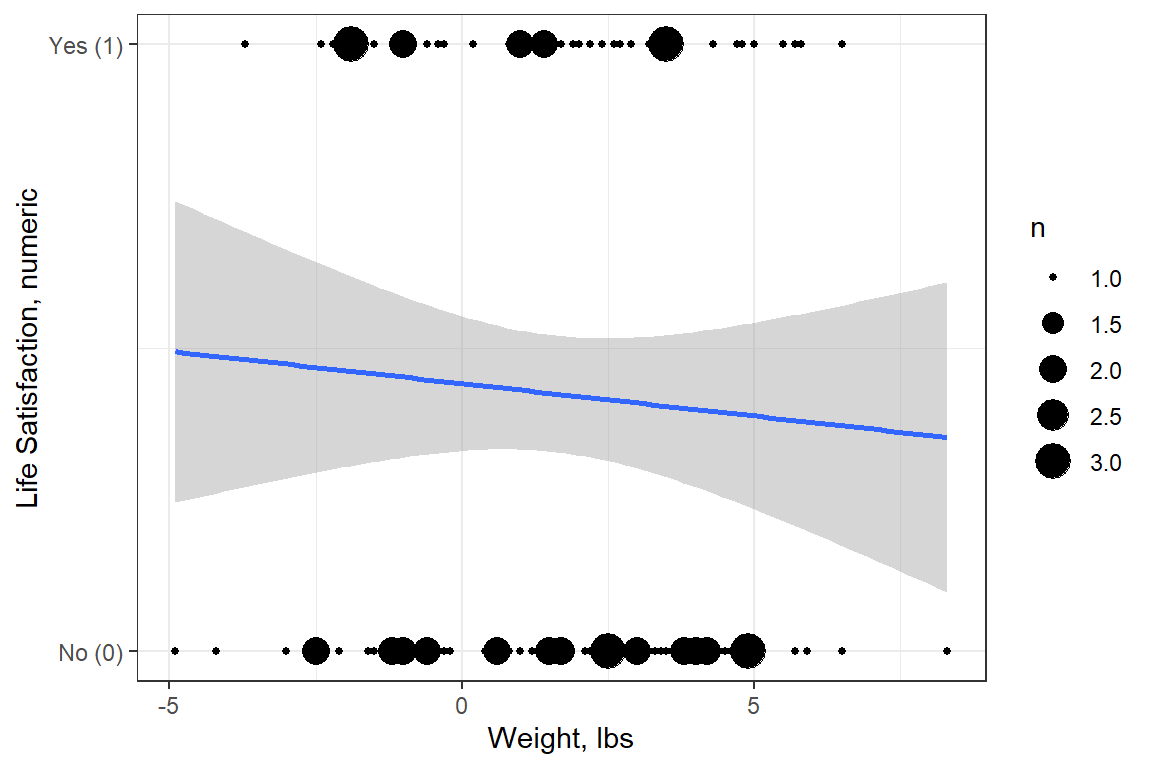 Yes (1)
Life Satisfaction, numeric
No (0)
-5
0
5
Weight, lbs
n
1.0
1.5
2.0
2.5
3.0